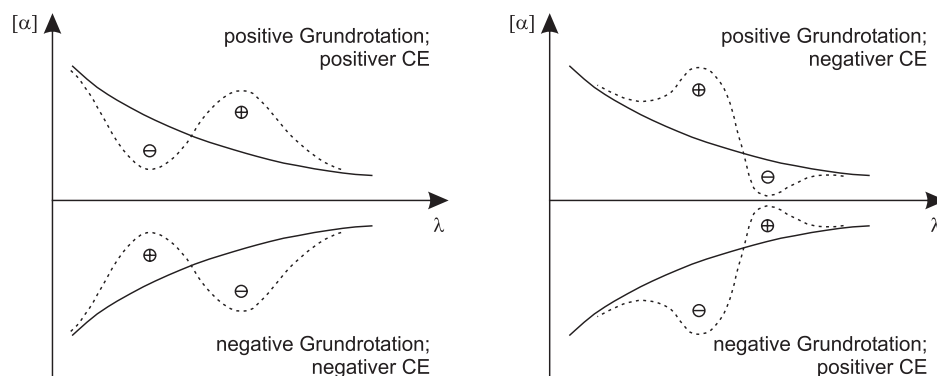 [α]
positive Grundrotation;
positiver CE
⊕
⊖
λ
⊕
⊖
negative Grundrotation;
negativer CE
[α]
positive Grundrotation;
negativer CE
⊕
⊖
λ
⊕
⊖
negative Grundrotation;
positiver CE